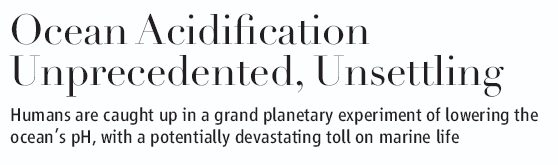 Ocean Acidification
Unprecedented, Unsettling
Humans are caught up in a grand planetary experiment of lowering the
ocean's pH, with a potentially devastating toll on marine life